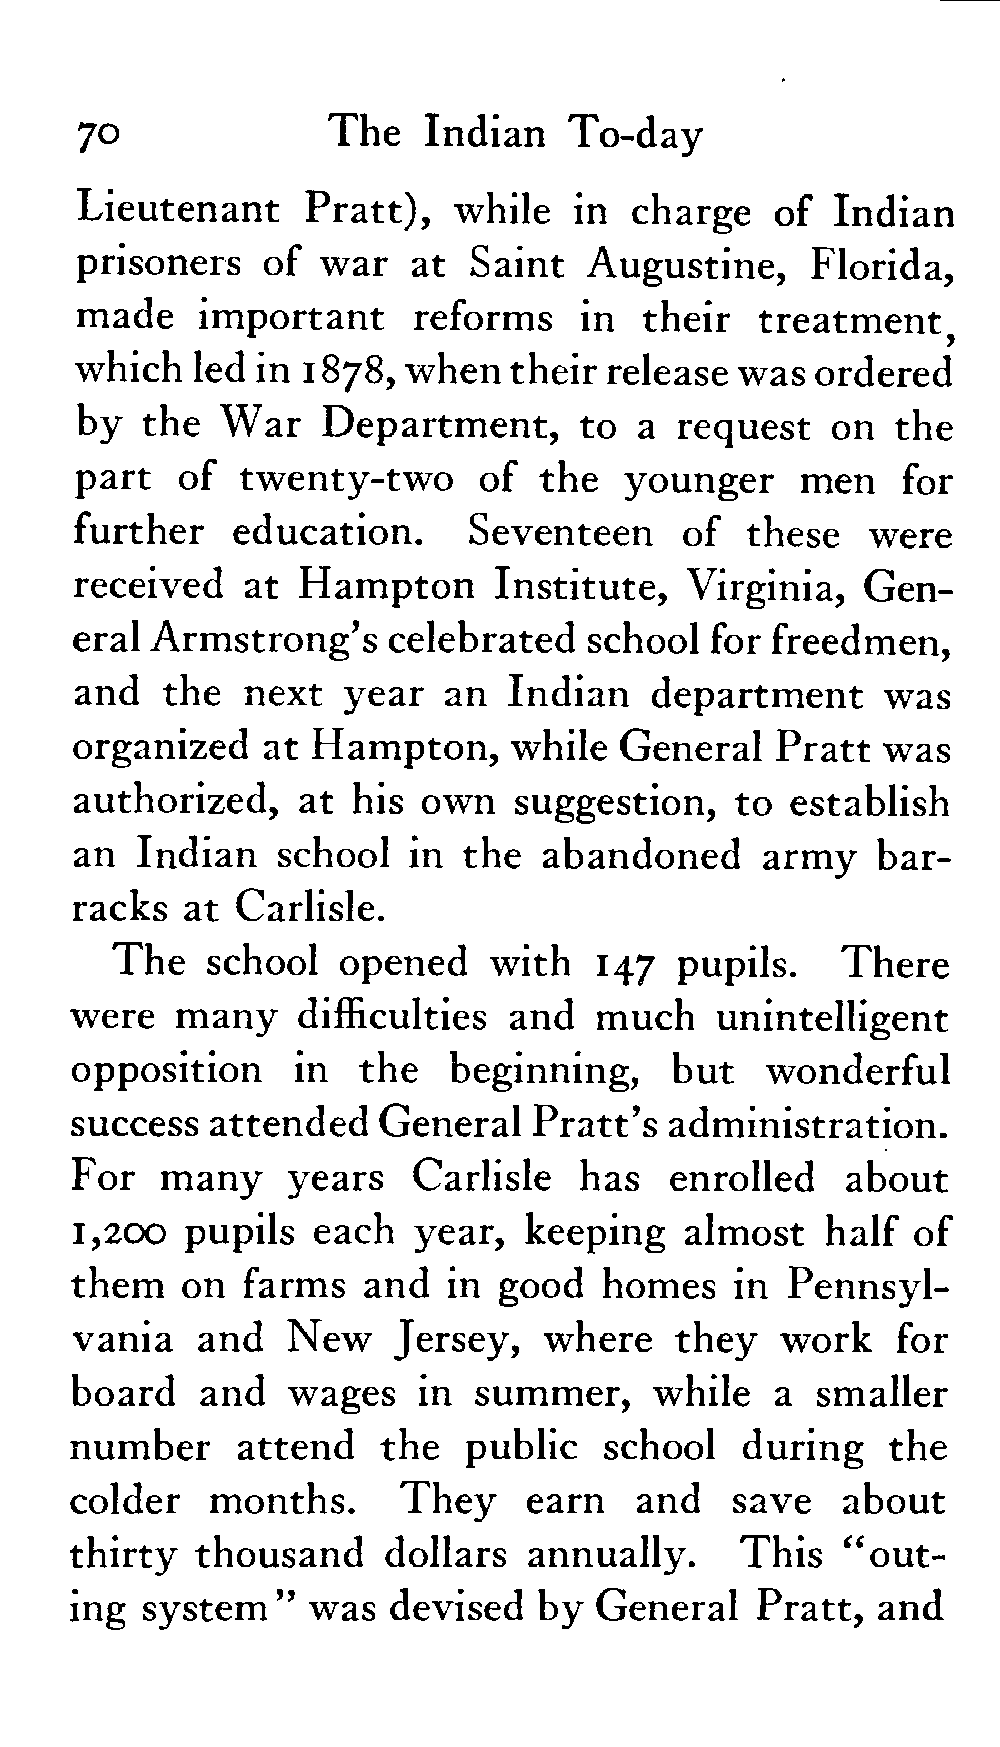 70 The Indian To-day
Lieutenant Pratt), while in charge of Indian
prisoners of war at Saint Augustine, Florida,
made important reforms in their treatment,
which led in 1878, when their release was ordered
by the War Department, to a request on the
part of twenty-two of the younger men for
further education. Seventeen of these were
received at Hampton Institute, Virginia, Gen-
eral Armstrong's celebrated school for freedmen,
and the next year an Indian department was
organized at Hampton, while General Pratt was
authorized, at his own suggestion, to establish
an Indian school in the abandoned army bar-
racks at Carlisle.
The school opened with 147 pupils. There
were many difficulties and much unintelligent
opposition in the beginning, but wonderful
success attended General Pratt's administration.
For many years Carlisle has enrolled about
1,200 pupils each year, keeping almost half of
them on farms and in good homes in Pennsyl-
vania and New Jersey, where they work for
board and wages in summer, while a smaller
number attend the public school during the
colder months. They earn and save about
thirty thousand dollars annually. This "out-
ing system" was devised by General Pratt, and